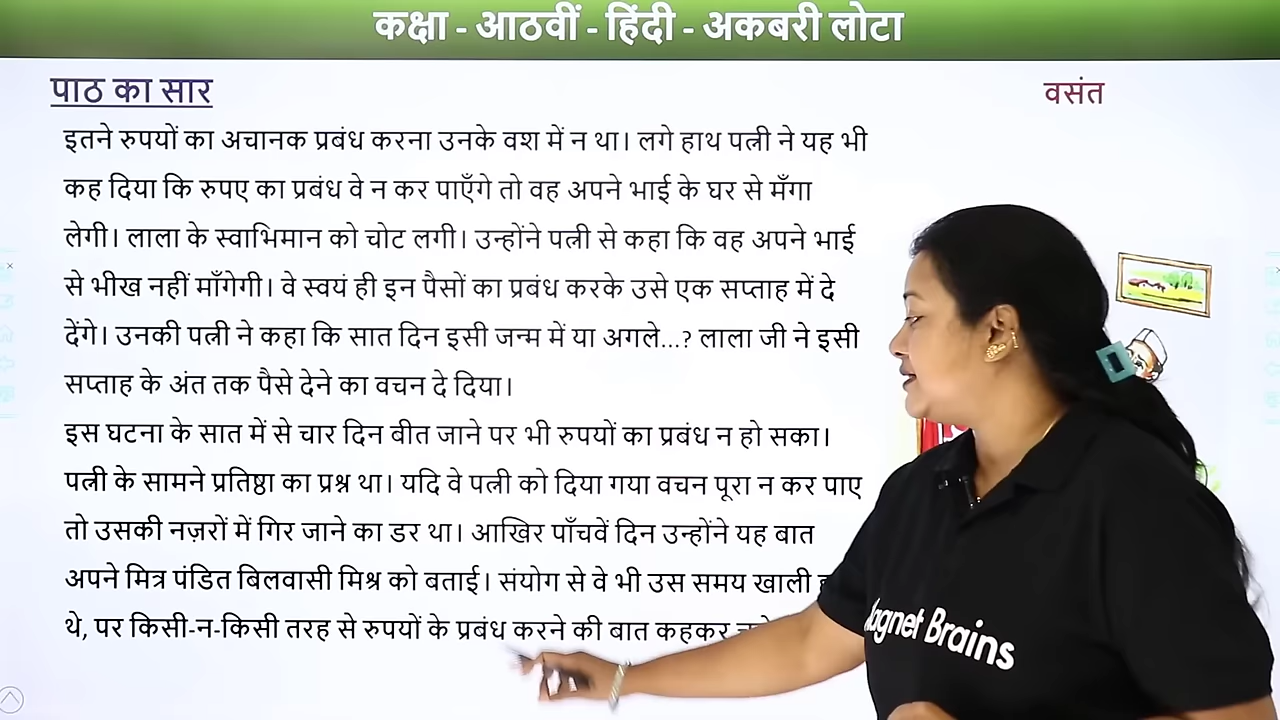 कक्षा - आठवीं - हिंदी - अकबरी लोटा
पाठ का सार
वसंत
इतने रुपयों का अचानक प्रबंध करना उनके वश में न था। लगे हाथ पत्नी ने यह भी
कह दिया कि रुपए का प्रबंध वे न कर पाएँगे तो वह अपने भाई के घर से मँगा
लेगी। लाला के स्वाभिमान को चोट लगी। उन्होंने पत्नी से कहा कि वह अपने भाई
से भीख नहीं माँगेगी। वे स्वयं ही इन पैसों का प्रबंध करके उसे एक सप्ताह में दे
देंगे। उनकी पत्नी ने कहा कि सात दिन इसी जन्म में या अगले...? लाला जी ने इसी
सप्ताह के अंत तक पैसे देने का वचन दे दिया।
इस घटना के सात में से चार दिन बीत जाने पर भी रुपयों का प्रबंध न हो सका।
पत्नी के सामने प्रतिष्ठा का प्रश्न था। यदि वे पत्नी को दिया गया वचन पूरा न कर पाए
तो उसकी नज़रों में गिर जाने का डर था। आखिर पाँचवें दिन उन्होंने यह बात
अपने मित्र पंडित बिलवासी मिश्र को बताई। संयोग से वे भी उस समय खाली
थे, पर किसी-न-किसी तरह से रुपयों के प्रबंध करने की बात कहकर
Magnet Brains